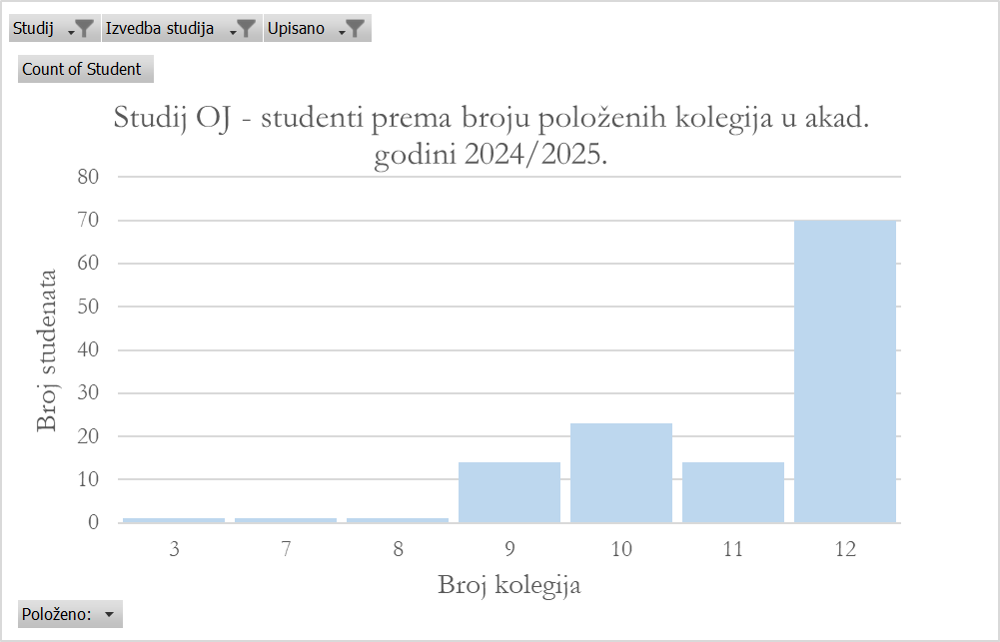 Studij
Izvedba studija
Upisano
Count of Student
Studij OJ - studenti prema broju položenih kolegija u akad.
godini 2024/2025.
80
70
60
50
40
30
20
10
0
Broj studenata
3 7 8 9 10 11 12
Broj kolegija
Položeno: